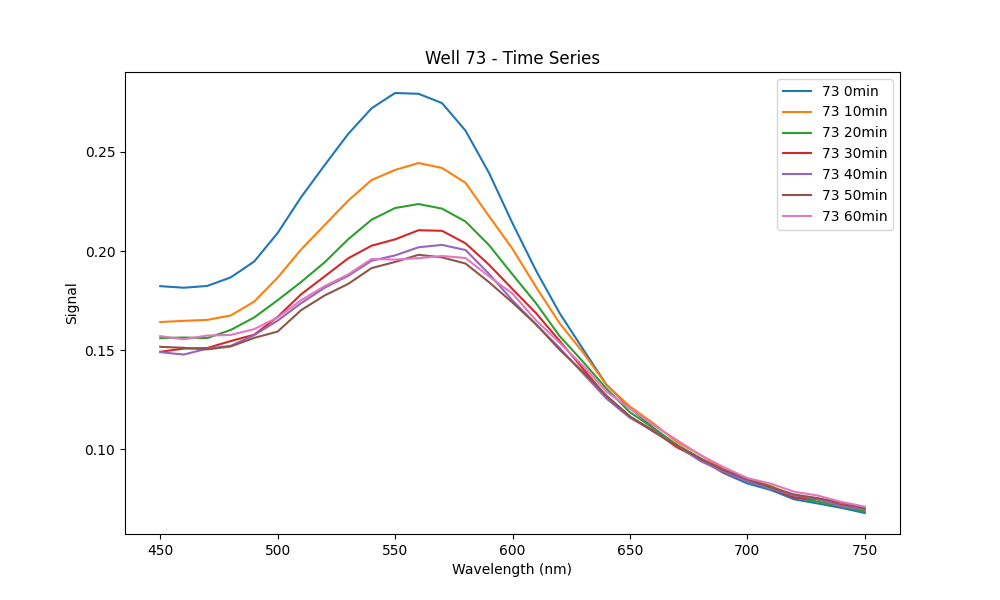 Well 73 - Time Series
73 0min
73 10min
73 20min
73 30min
73 40min
73 50min
73 60min
0.25
0.20
0.15
0.10
Signal
450 500 550 600 650 700 750
Wavelength (nm)